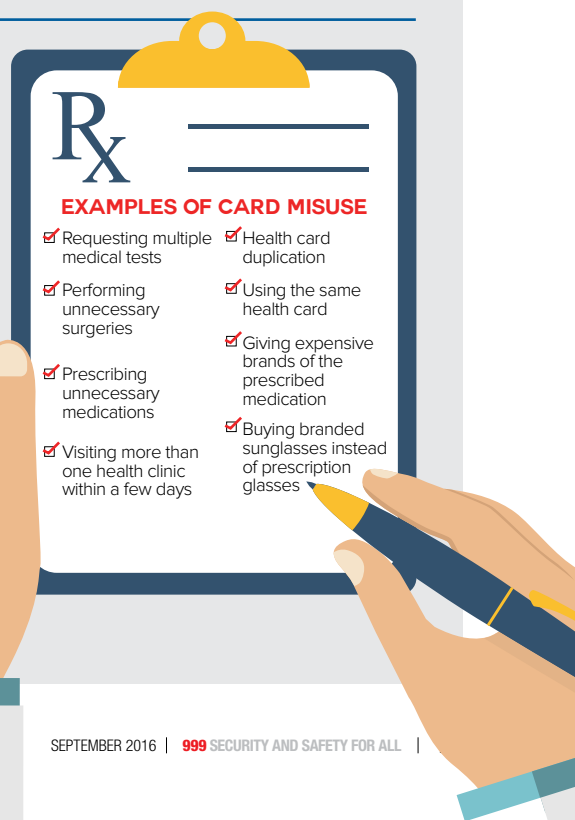 Rx
EXAMPLES OF CARD MISUSE
Requesting multiple
medical tests
Performing
unnecessary
surgeries
Prescribing
unnecessary
medications
Visiting more than
one health clinic
within a few days
Health card
duplication
Using the same
health card
Giving expensive
brands of the
prescribed
medication
Buying branded
sunglasses instead
of prescription
glasses
SEPTEMBER 2016 | 999 SECURITY AND SAFETY FOR ALL |